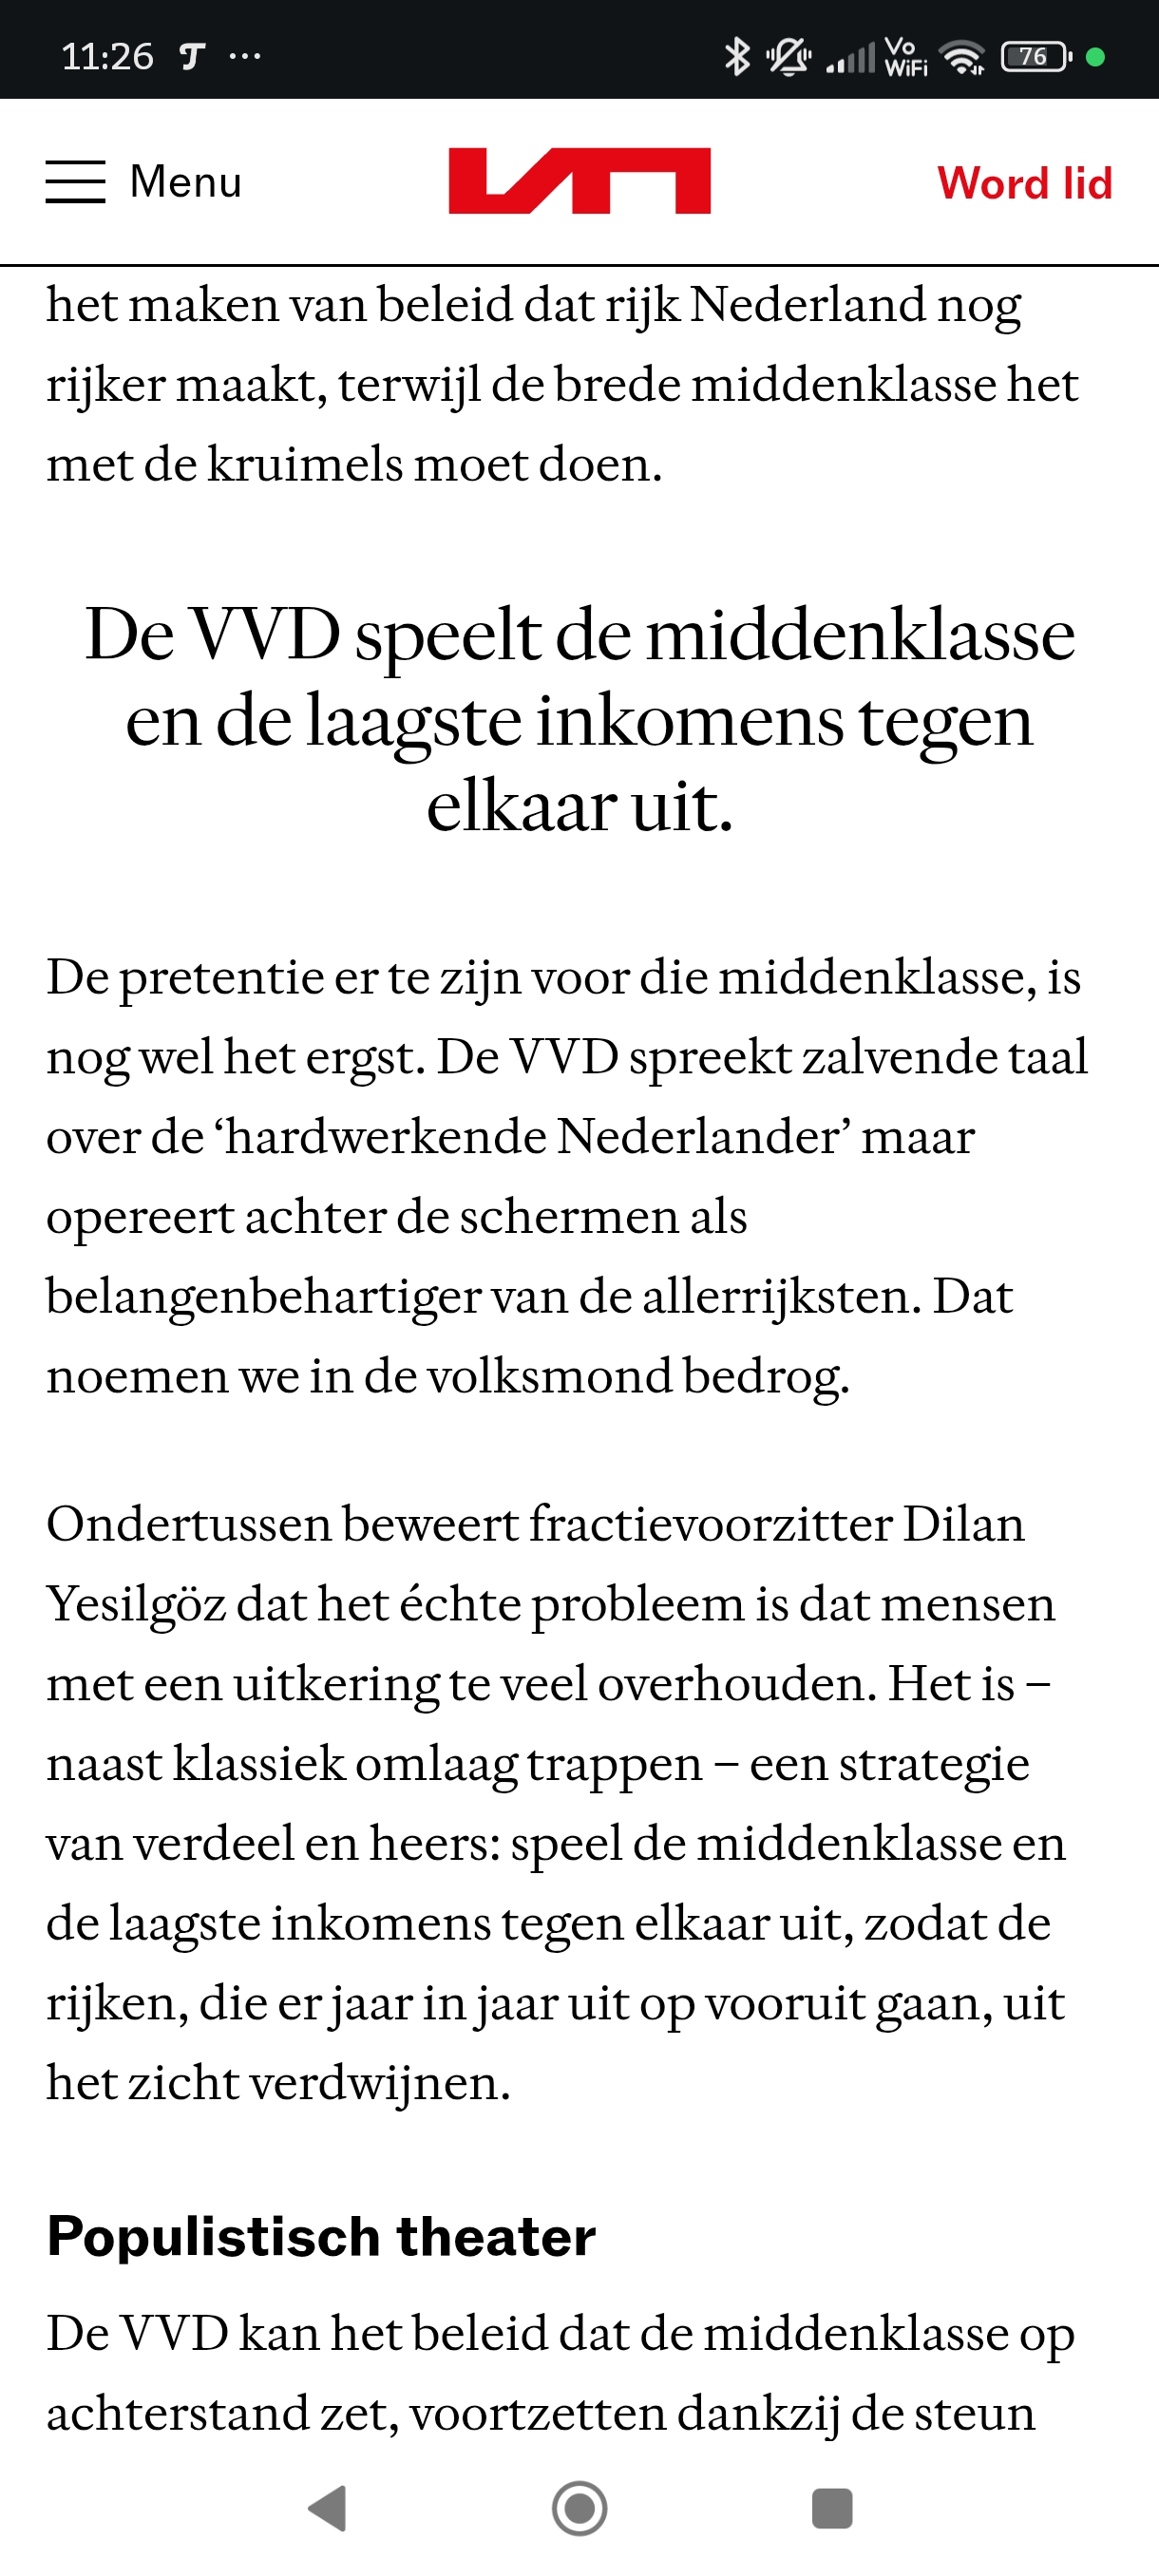 11:26
Vo
WiFi
76
Menu
VN
Word lid
het maken van beleid dat rijk Nederland nog
rijker maakt, terwijl de brede middenklasse het
met de kruimels moet doen.
De VVD speelt de middenklasse
en de laagste inkomens tegen
elkaar uit.
De pretentie er te zijn voor die middenklasse, is
nog wel het ergst. De VVD spreekt zalvende taal
over de ‘hardwerkende Nederlander’ maar
opereert achter de schermen als
belangenbehartiger van de allerrijksten. Dat
noemen we in de volksmond bedrog.
Ondertussen beweert fractievoorzitter Dilan
Yesilgöz dat het échte probleem is dat mensen
met een uitkering te veel overhouden. Het is –
naast klassiek omlaag trappen – een strategie
van verdeel en heers: speel de middenklasse en
de laagste inkomens tegen elkaar uit, zodat de
rijken, die er jaar in jaar uit op vooruit gaan, uit
het zicht verdwijnen.
Populistisch theater
De VVD kan het beleid dat de middenklasse op
achterstand zet, voortzetten dankzij de steun